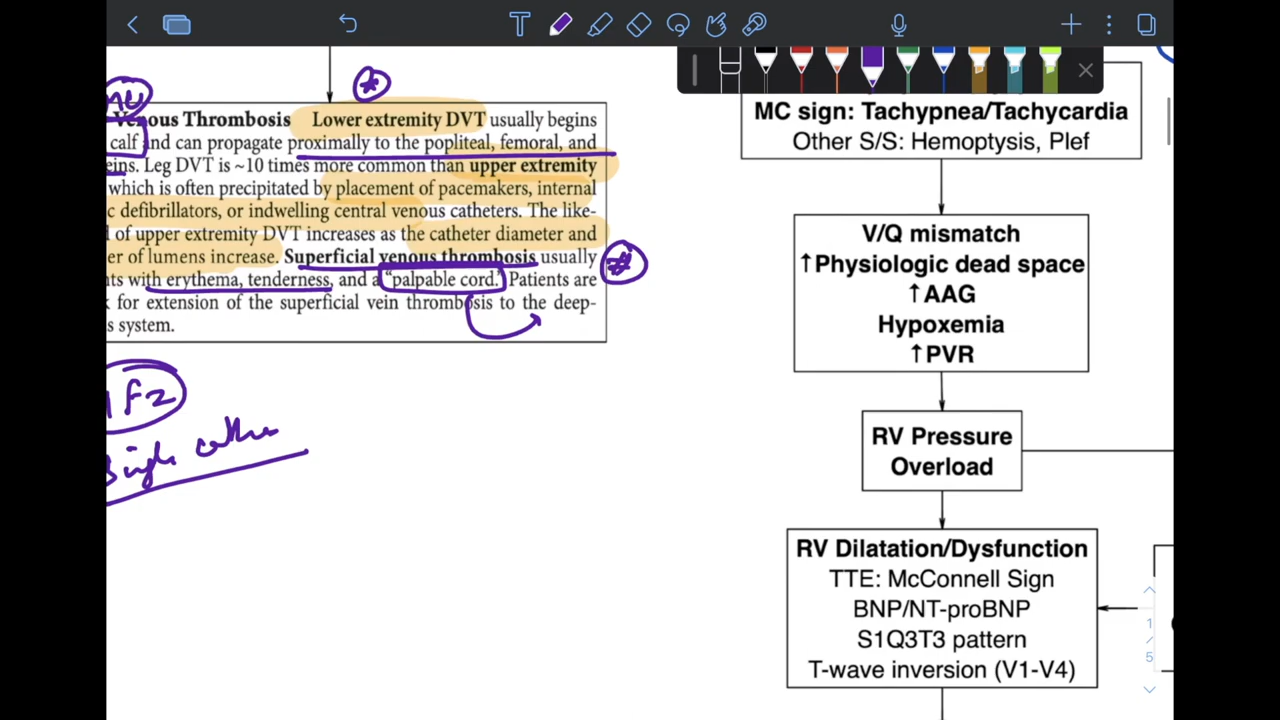 Venous Thrombosis Lower extremity DVT usually begins
calf and can propagate proximally to the popliteal, femoral, and
eins. Leg DVT is ~10 times more common than upper extremity
which is often precipitated by placement of pacemakers, internal
c defibrillators, or indwelling central venous catheters. The like-
d of upper extremity DVT increases as the catheter diameter and
er of lumens increase. Superficial venous thrombosis usually
nts with erythema, tenderness, and a “palpable cord.” Patients are
k for extension of the superficial vein thrombosis to the deep-
s system.
MC sign: Tachypnea/Tachycardia
Other S/S: Hemoptysis, Plef
V/Q mismatch
↑Physiologic dead space
↑AAG
Hypoxemia
↑PVR
RV Pressure
Overload
RV Dilatation/Dysfunction
TTE: McConnell Sign
BNP/NT-proBNP
S1Q3T3 pattern
T-wave inversion (V1-V4)
1
/
5